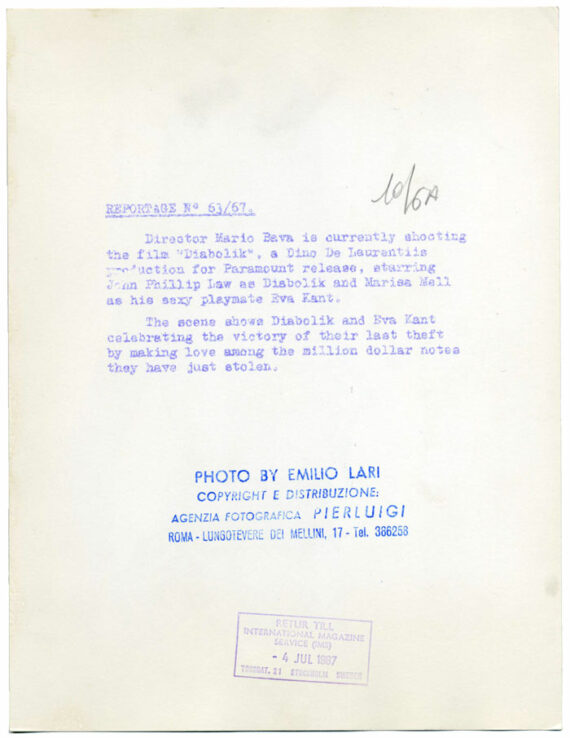 10/6A
REPORTAGE Nº 63/67.
Director Mario Bava is currently shooting
the film "Diabolik", a Dino De Laurentiis
production for Paramount release, starring
John Phillip Law as Diabolik and Marisa Mell
as his sexy playmate Eva Kant.
The scene shows Diabolik and Eva Kant
celebrating the victory of their last theft
by making love among the million dollar notes
they have just stolen.
PHOTO BY EMILIO LARI
COPYRIGHT E DISTRIBUZIONE:
AGENZIA FOTOGRAFICA PIERLUIGI
ROMA - LUNGOTEVERE DEI MELLINI, 17 - Tel. 386258
RETUR TILL
INTERNATIONAL MAGAZINE
SERVICE (IMS)
- 4 JUL 1967
21 STOCKHOLM SWEDEN